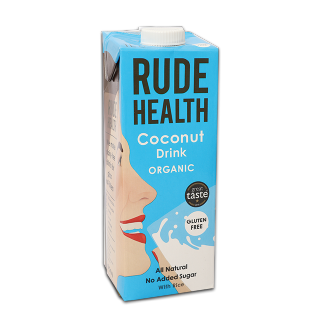 RUDE
HEALTH
Coconut
Drink
ORGANIC
great
taste
GLUTEN
FREE
All Natural
No Added Sugar
With Rice